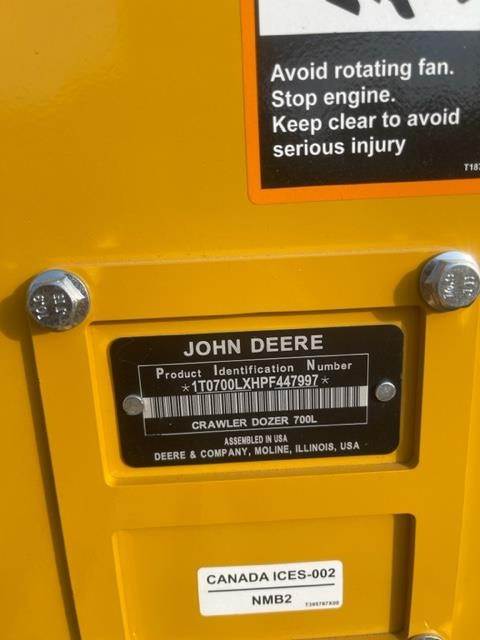 Avoid rotating fan.
Stop engine.
Keep clear to avoid
serious injury
T187
JOHN DEERE
Product Identification Number
*1T0700LXHPF447997*
CRAWLER DOZER 700L
ASSEMBLED IN USA
DEERE & COMPANY, MOLINE, ILLINOIS, USA
CANADA ICES-002
NMB2